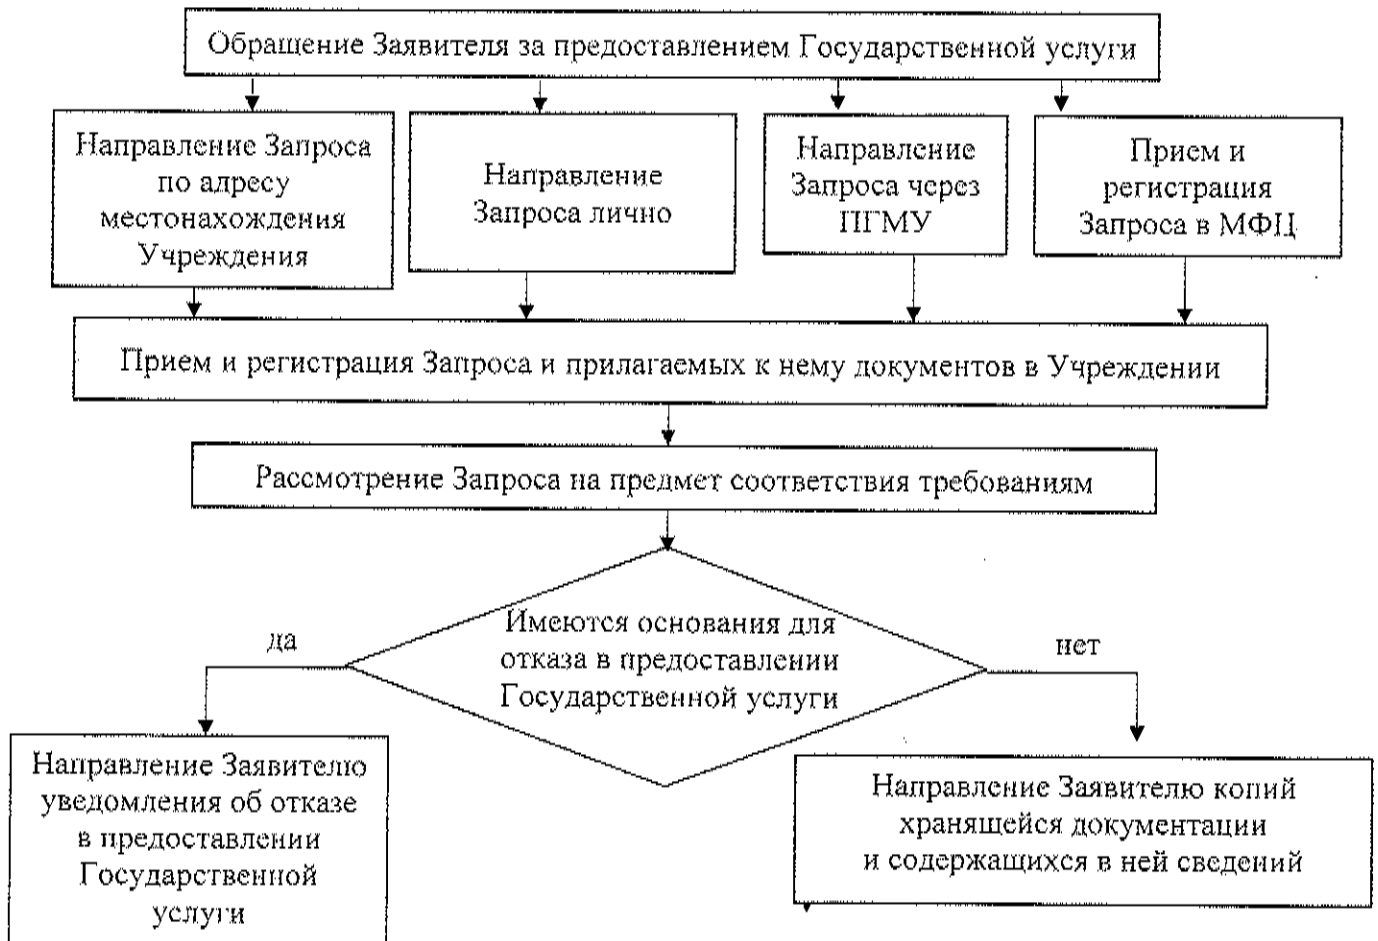 Обращение Заявителя за предоставлением Государственной услуги
Направление Запроса
по адресу
местонахождения
Учреждения
Направление
Запроса лично
Направление
Запроса через
ПГМУ
Прием и
регистрация
Запроса в МФЦ
Прием и регистрация Запроса и прилагаемых к нему документов в Учреждении
Рассмотрение Запроса на предмет соответствия требованиям
Имеются основания для
отказа в предоставлении
Государственной услуги
да
нет
Направление Заявителю
уведомления об отказе
в предоставлении
Государственной
услуги
Направление Заявителю копий
хранящейся документации
и содержащихся в ней сведений